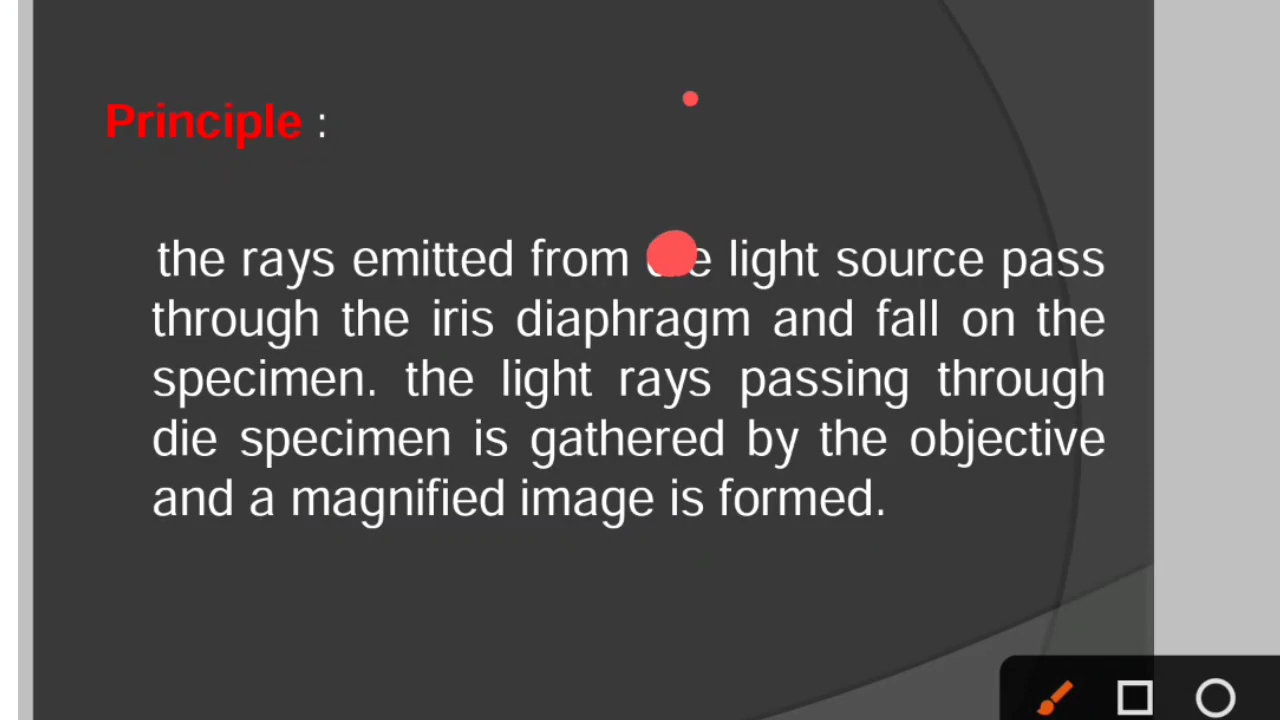 Principle :
the rays emitted from light source pass
through the iris diaphragm and fall on the
specimen. the light rays passing through
die specimen is gathered by the objective
and a magnified image is formed.